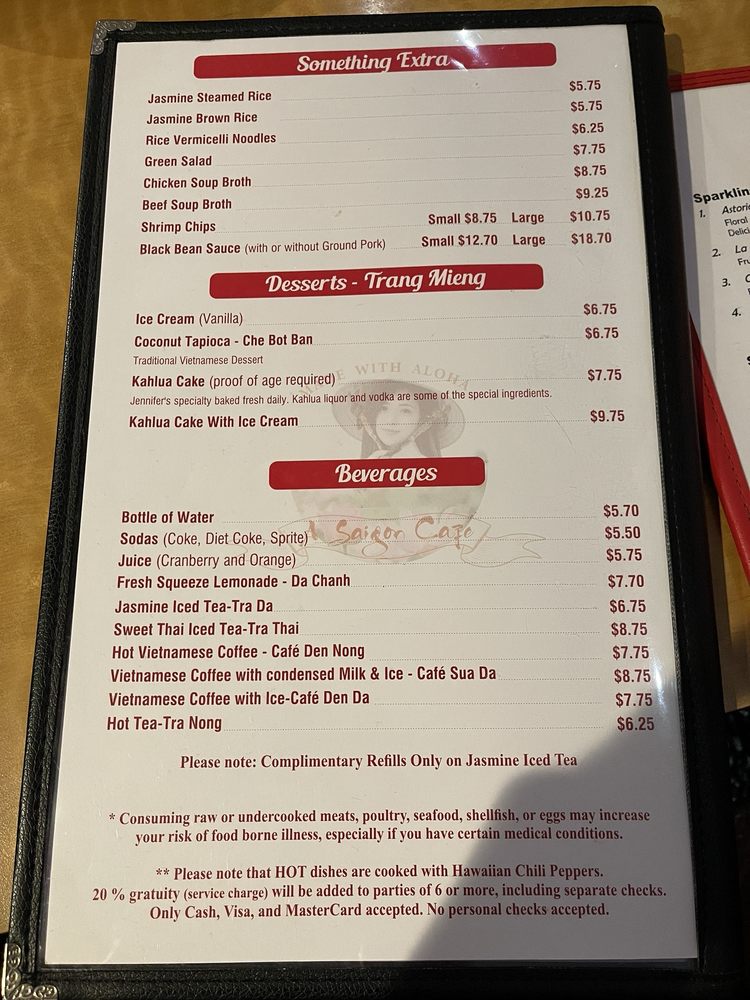 Something Extra
Jasmine Steamed Rice $5.75
Jasmine Brown Rice $5.75
Rice Vermicelli Noodles $6.25
Green Salad $7.75
Chicken Soup Broth $8.75
Beef Soup Broth $9.25
Shrimp Chips Small $8.75 Large $10.75
Black Bean Sauce (with or without Ground Pork) Small $12.70 Large $18.70
Desserts - Trang Mieng
Ice Cream (Vanilla) $6.75
Coconut Tapioca - Che Bot Ban $6.75
Traditional Vietnamese Dessert
MADE WITH ALOHA
Kahlua Cake (proof of age required) $7.75
Jennifer's specialty baked fresh daily. Kahlua liquor and vodka are some of the special ingredients.
Kahlua Cake With Ice Cream $9.75
Beverages
Bottle of Water $5.70
A Saigon Café
Sodas (Coke, Diet Coke, Sprite) $5.50
Juice (Cranberry and Orange) $5.75
Fresh Squeeze Lemonade - Da Chanh $7.70
Jasmine Iced Tea-Tra Da $6.75
Sweet Thai Iced Tea-Tra Thai $8.75
Hot Vietnamese Coffee - Café Den Nong $7.75
Vietnamese Coffee with condensed Milk & Ice - Café Sua Da $8.75
Vietnamese Coffee with Ice-Café Den Da $7.75
Hot Tea-Tra Nong $6.25
Please note: Complimentary Refills Only on Jasmine Iced Tea
* Consuming raw or undercooked meats, poultry, seafood, shellfish, or eggs may increase
your risk of food borne illness, especially if you have certain medical conditions.
** Please note that HOT dishes are cooked with Hawaiian Chili Peppers.
20 % gratuity (service charge) will be added to parties of 6 or more, including separate checks.
Only Cash, Visa, and MasterCard accepted. No personal checks accepted.
1.
Floral
2. La
3.
4.